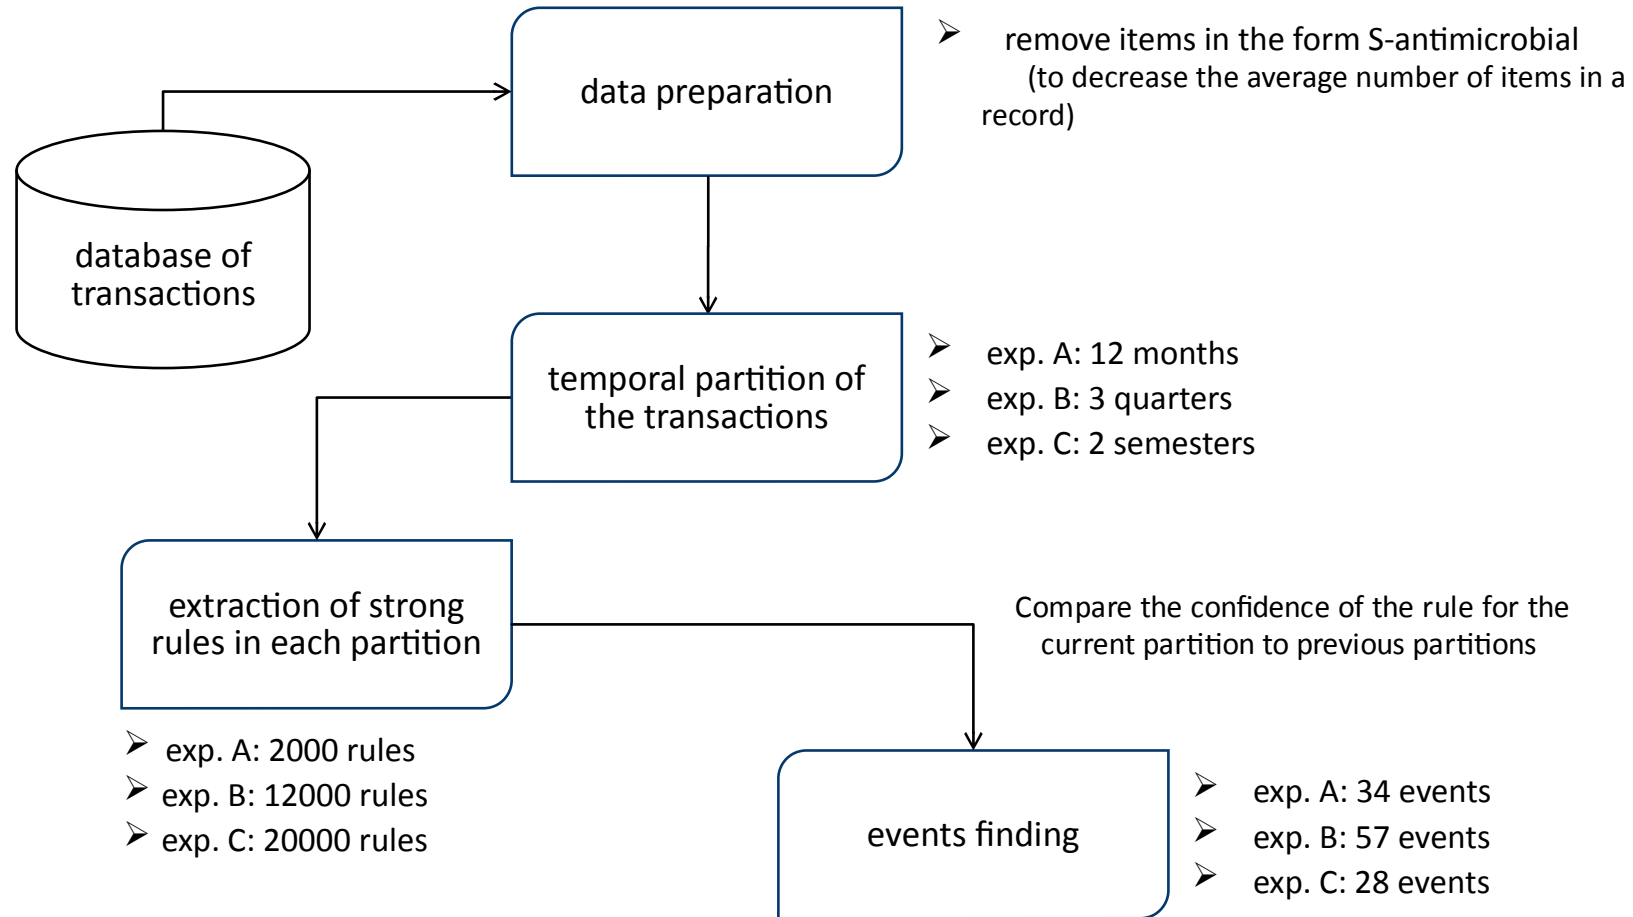 data preparation
➢ remove items in the form S-antimicrobial
(to decrease the average number of items in a
record)
database of
transactions
temporal partition of
the transactions
➢ exp. A: 12 months
➢ exp. B: 3 quarters
➢ exp. C: 2 semesters
extraction of strong
rules in each partition
Compare the confidence of the rule for the
current partition to previous partitions
➢ exp. A: 2000 rules
➢ exp. B: 12000 rules
➢ exp. C: 20000 rules
events finding
➢ exp. A: 34 events
➢ exp. B: 57 events
➢ exp. C: 28 events